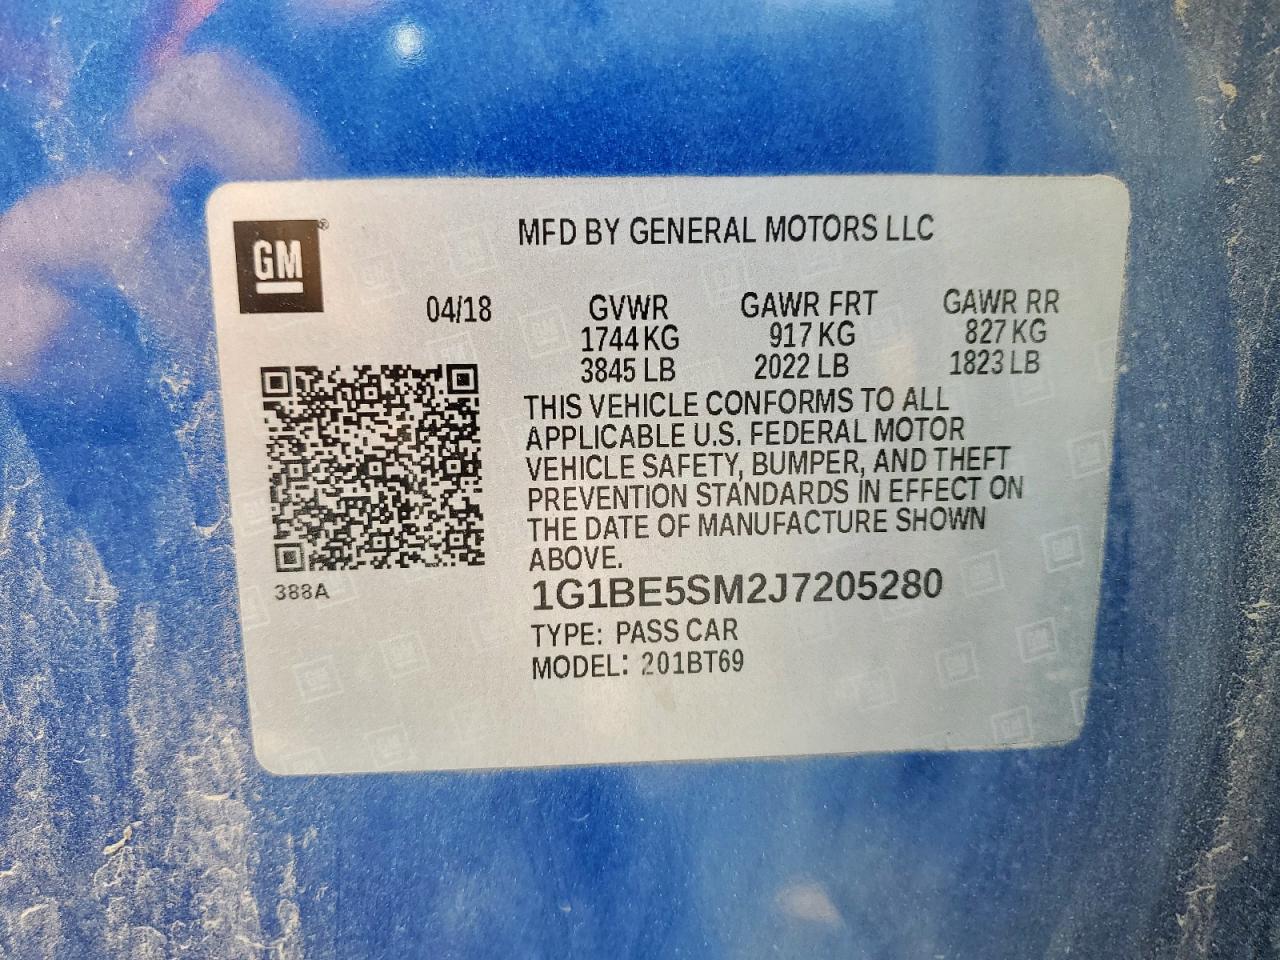 GM ®
MFD BY GENERAL MOTORS LLC
04/18 GVWR GAWR FRT GAWR RR
1744 KG 917 KG 827 KG
3845 LB 2022 LB 1823 LB
THIS VEHICLE CONFORMS TO ALL
APPLICABLE U.S. FEDERAL MOTOR
VEHICLE SAFETY, BUMPER, AND THEFT
PREVENTION STANDARDS IN EFFECT ON
THE DATE OF MANUFACTURE SHOWN
ABOVE.
388A
1G1BE5SM2J7205280
TYPE: PASS CAR
MODEL: 201BT69